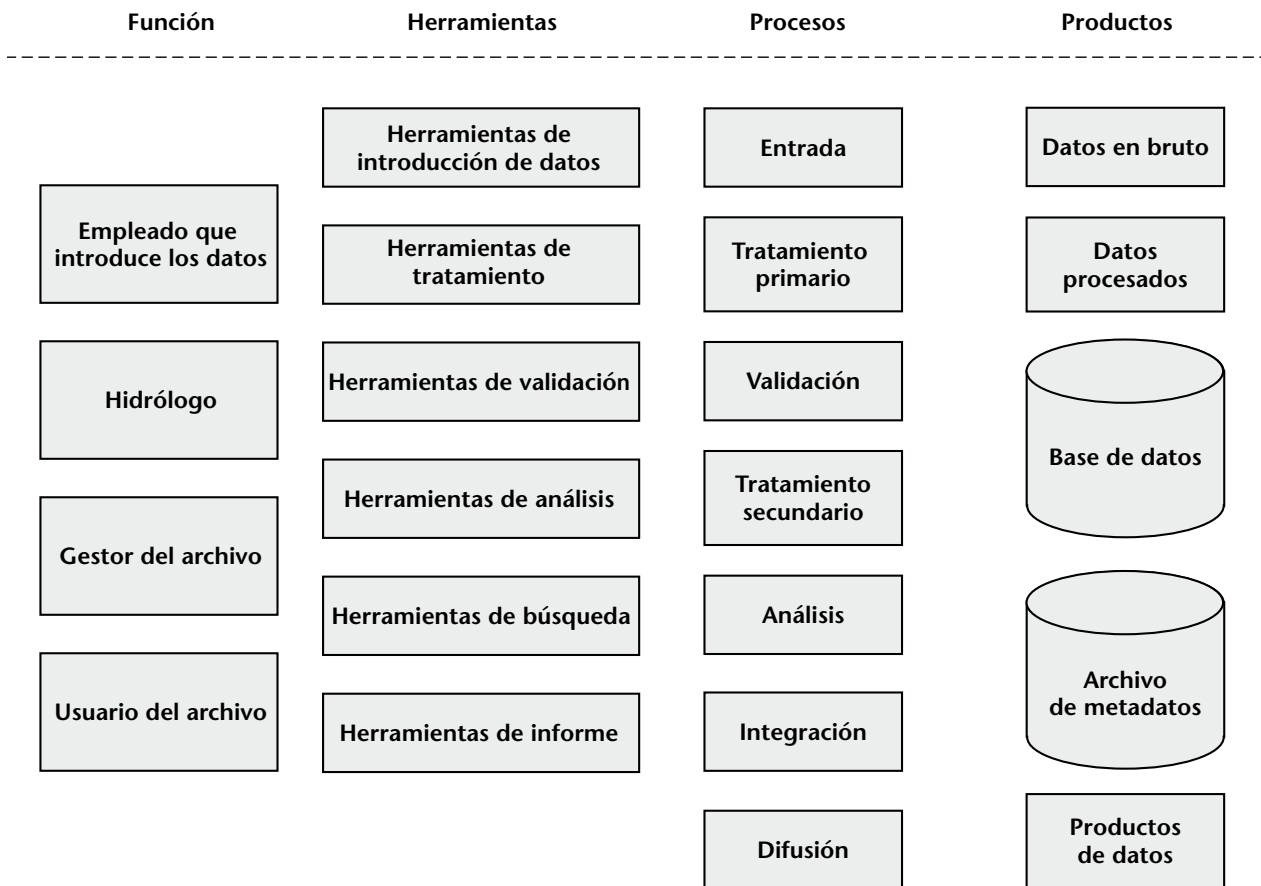 Función
Herramientas
Procesos
Productos
Empleado que
introduce los datos
Hidrólogo
Gestor del archivo
Usuario del archivo
Herramientas de
introducción de datos
Herramientas de
tratamiento
Herramientas de validación
Herramientas de análisis
Herramientas de búsqueda
Herramientas de informe
Entrada
Tratamiento
primario
Validación
Tratamiento
secundario
Análisis
Integración
Difusión
Datos en bruto
Datos
procesados
Base de datos
Archivo
de metadatos
Productos
de datos